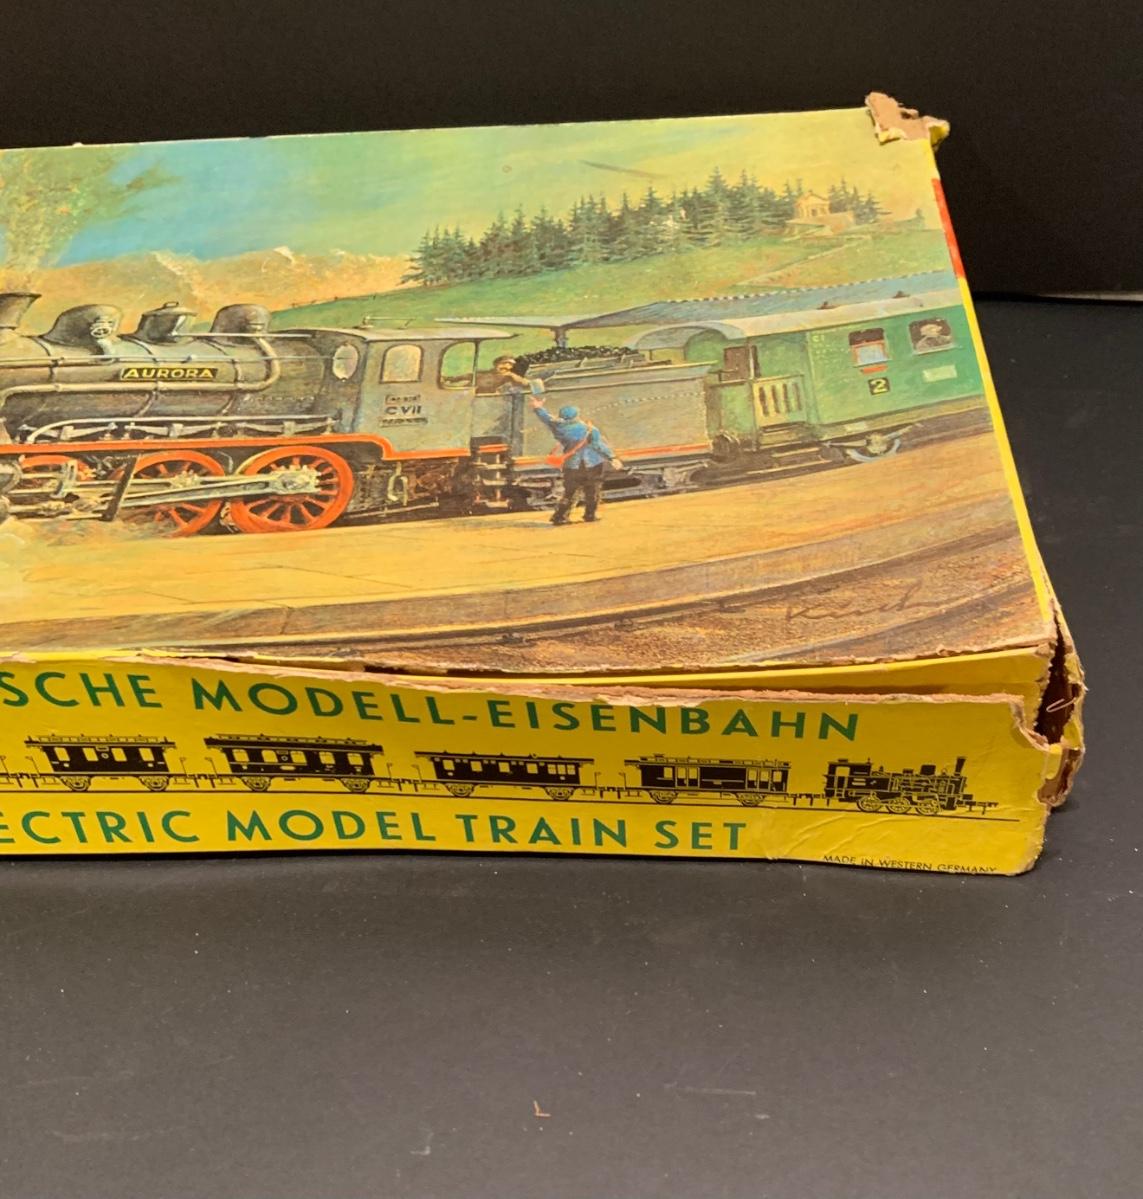 AURORA
C VII
2
SCHE MODELL-EISENBAHN
ECTRIC MODEL TRAIN SET
MADE IN WESTERN GERMANY